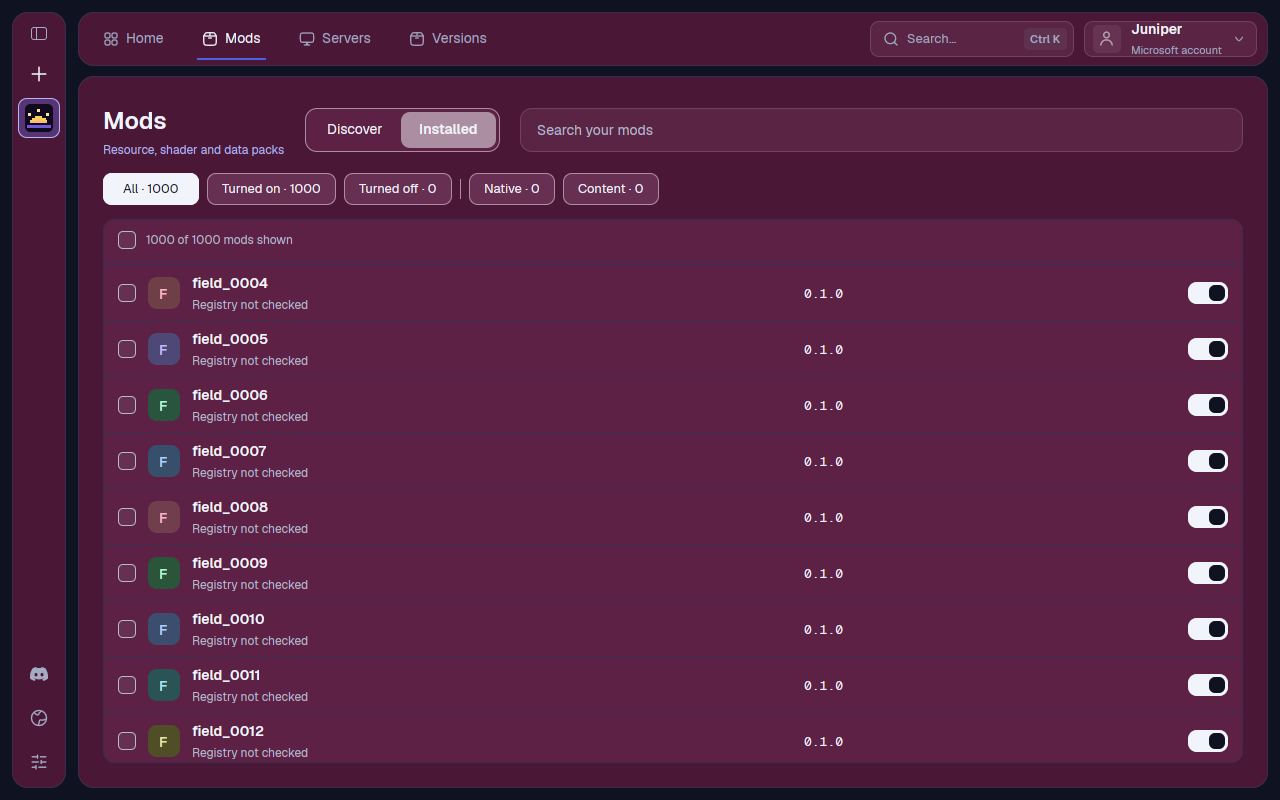 Home
Mods
Servers
Versions
Search...
Ctrl K
Juniper
Microsoft account
Mods
Resource, shader and data packs
Discover
Installed
Search your mods
All · 1000
Turned on · 1000
Turned off · 0
Native · 0
Content · 0
1000 of 1000 mods shown
F
field_0004
Registry not checked
0.1.0
F
field_0005
Registry not checked
0.1.0
F
field_0006
Registry not checked
0.1.0
F
field_0007
Registry not checked
0.1.0
F
field_0008
Registry not checked
0.1.0
F
field_0009
Registry not checked
0.1.0
F
field_0010
Registry not checked
0.1.0
F
field_0011
Registry not checked
0.1.0
F
field_0012
Registry not checked
0.1.0